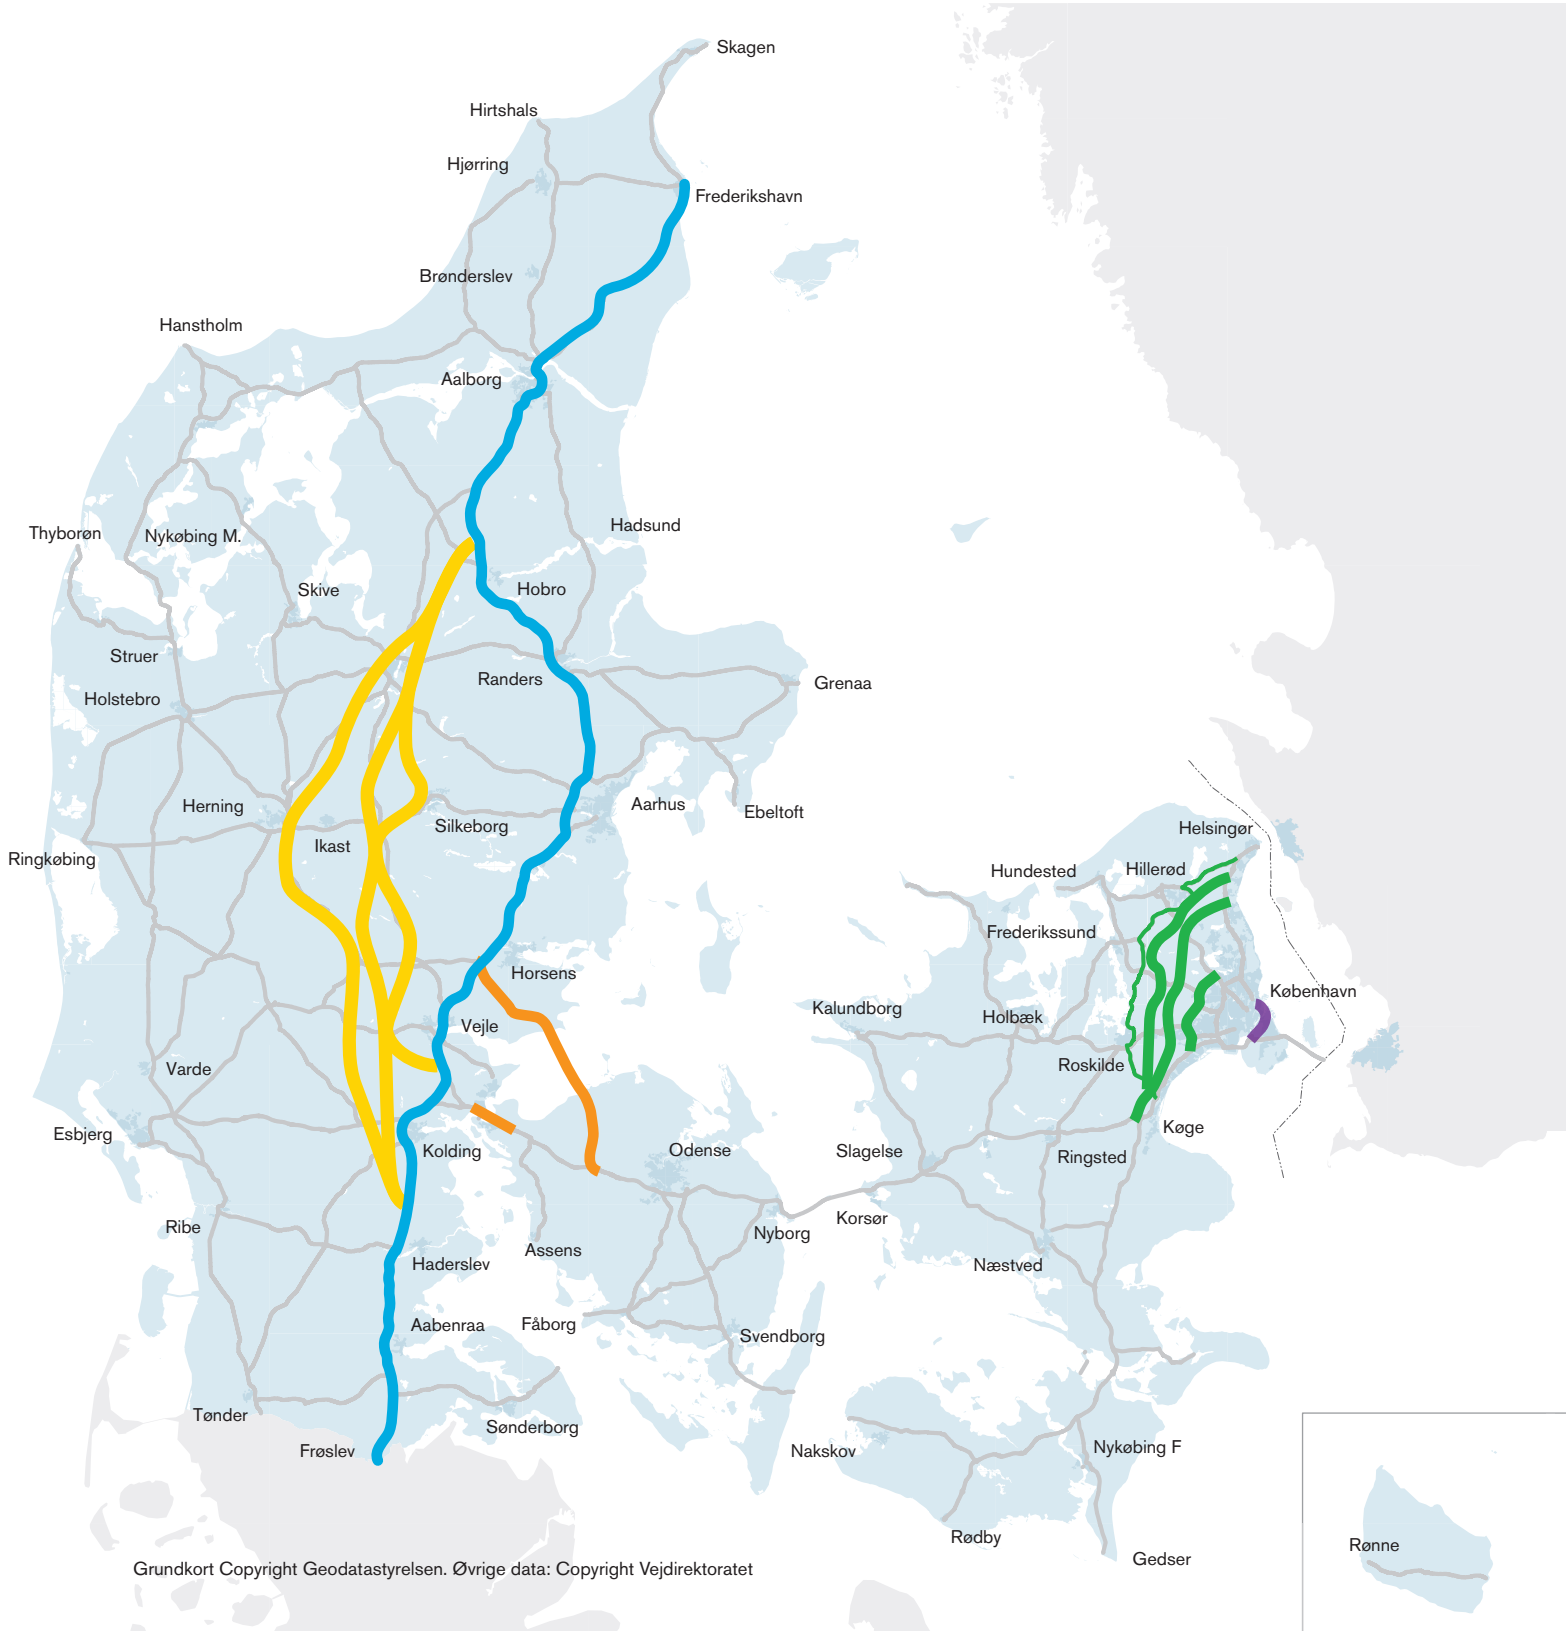 Skagen
Hirtshals
Hjørring
Frederikshavn
Brønderslev
Hanstholm
Aalborg
Hadsund
Thyborøn
Nykøbing M.
Hobro
Skive
Struer
Randers
Grenaa
Holstebro
Herning
Aarhus
Ebeltoft
Silkeborg
Helsingør
Ikast
Ringkøbing
Hundested
Hillerød
Frederikssund
Horsens
København
Kalundborg
Holbæk
Vejle
Varde
Roskilde
Esbjerg
Køge
Kolding
Odense
Slagelse
Ringsted
Ribe
Korsør
Nyborg
Assens
Haderslev
Næstved
Aabenraa
Fåborg
Svendborg
Tønder
Sønderborg
Frøslev
Nakskov
Nykøbing F
Rødby
Rønne
Gedser
Grundkort Copyright Geodatastyrelsen. Øvrige data: Copyright Vejdirektoratet